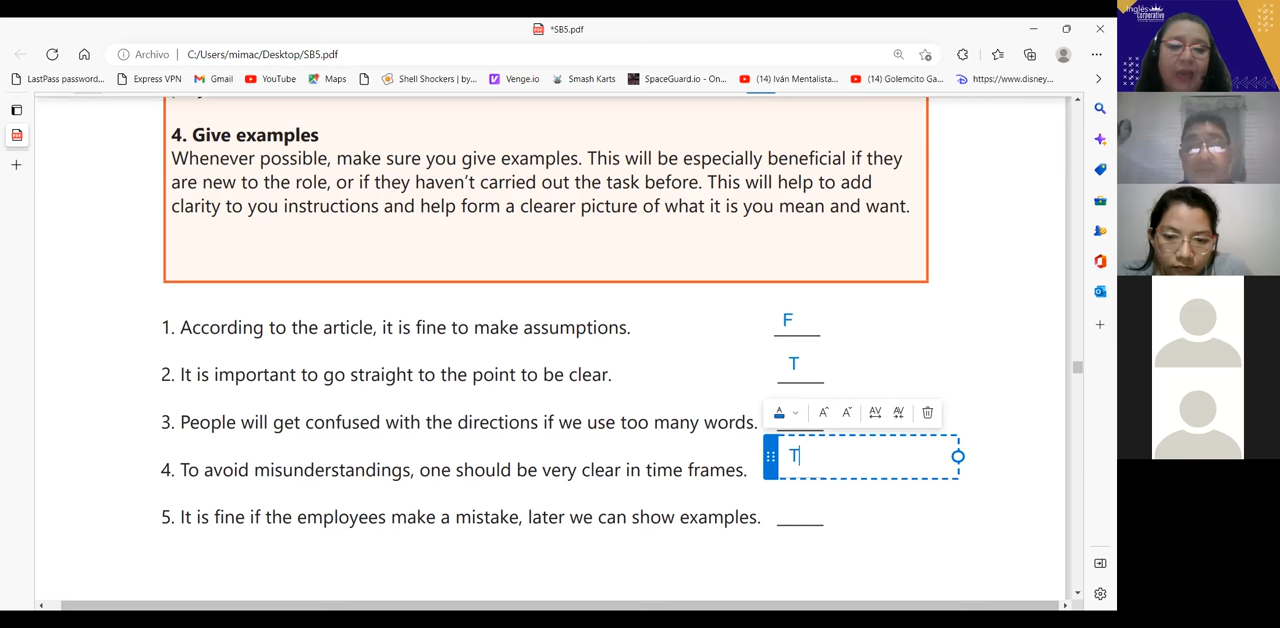 *SB5.pdf
Archivo | C:/Users/mimac/Desktop/SB5.pdf
LastPass password... Express VPN Gmail YouTube Maps Shell Shockers | by... Venge.io Smash Karts SpaceGuard.io - On... (14) Iván Mentalista... (14) Golemcito Ga... https://www.disney...
4. Give examples
Whenever possible, make sure you give examples. This will be especially beneficial if they
are new to the role, or if they haven't carried out the task before. This will help to add
clarity to you instructions and help form a clearer picture of what it is you mean and want.
1. According to the article, it is fine to make assumptions. F
2. It is important to go straight to the point to be clear. T
3. People will get confused with the directions if we use too many words.
4. To avoid misunderstandings, one should be very clear in time frames. T
5. It is fine if the employees make a mistake, later we can show examples.
Inglés
Corporativo